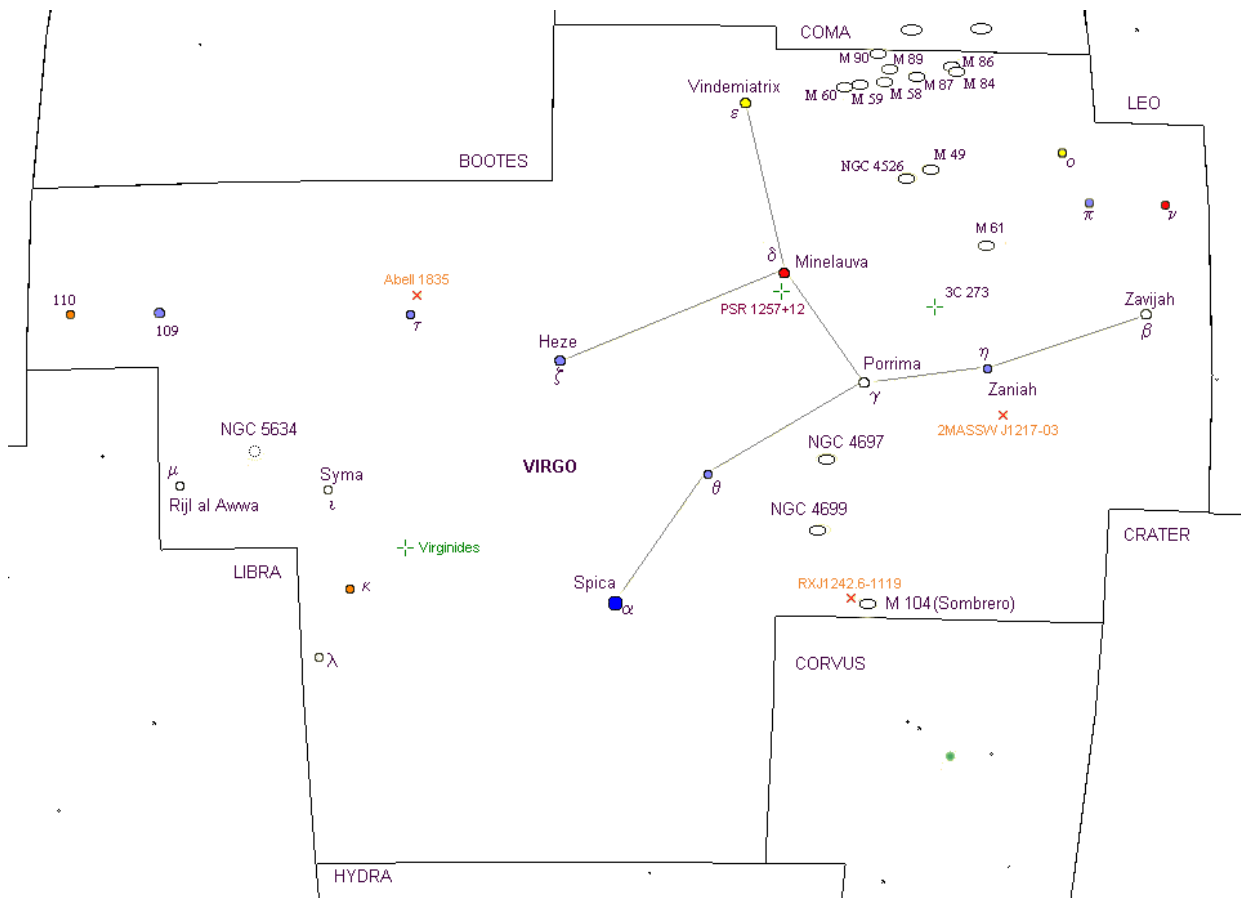 COMA
M 90
M 89
M 86
M 60
M 59
M 58
M 87
M 84
Vindemiatrix
ε
LEO
BOOTES
NGC 4526
M 49
ο
π
ν
M 61
δ
Minelauva
Abell 1835
PSR 1257+12
3C 273
Zavijah
β
110
109
τ
Heze
ζ
Porrima
γ
η
Zaniah
2MASSW J1217-03
NGC 5634
VIRGO
NGC 4697
μ
Rijl al Awwa
Syma
ι
θ
NGC 4699
CRATER
Virginides
LIBRA
κ
Spica
α
RXJ1242.6-1119
M 104 (Sombrero)
λ
CORVUS
HYDRA